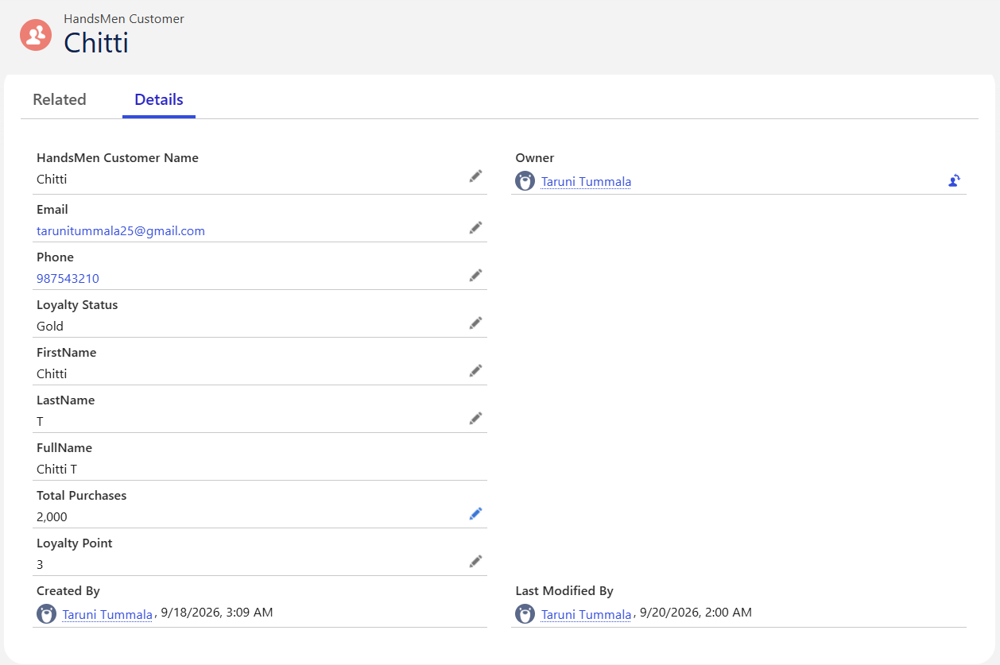 HandsMen Customer
Chitti
Related
Details
HandsMen Customer Name
Chitti
Owner
Taruni Tummala
Email
tarunitummala25@gmail.com
Phone
987543210
Loyalty Status
Gold
FirstName
Chitti
LastName
T
FullName
Chitti T
Total Purchases
2,000
Loyalty Point
3
Created By
Taruni Tummala, 9/18/2026, 3:09 AM
Last Modified By
Taruni Tummala, 9/20/2026, 2:00 AM